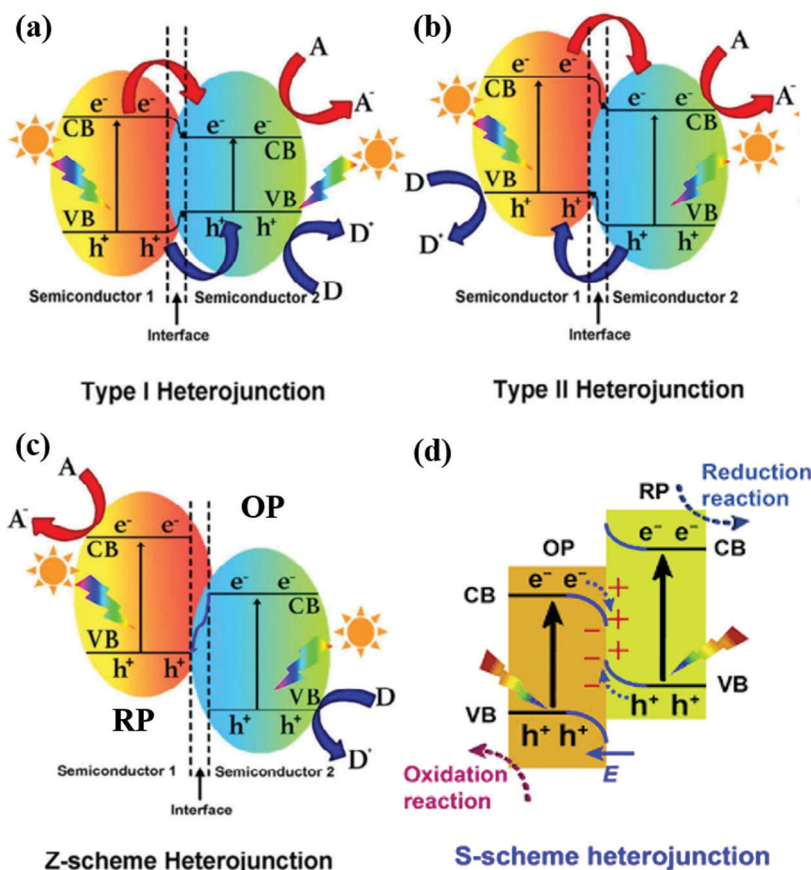 (a)
A
e⁻ e⁻
A⁻
CB
e⁻ e⁻
CB
VB
VB
h⁺ h⁺
D⁺
h⁺ h⁺
D
Semiconductor 1
Semiconductor 2
Interface
Type I Heterojunction
(b)
A
e⁻ e⁻
A⁻
CB
e⁻ e⁻
CB
D
VB
VB
h⁺ h⁺
D⁺
h⁺ h⁺
Semiconductor 1
Semiconductor 2
Interface
Type II Heterojunction
(c)
A
OP
A⁻
e⁻ e⁻
CB
e⁻ e⁻
CB
VB
h⁺ h⁺
VB
D
RP
h⁺ h⁺
D⁺
Semiconductor 1
Semiconductor 2
Interface
Z-scheme Heterojunction
(d)
Reduction
reaction
RP
e⁻ e⁻
CB
OP
e⁻ e⁻
CB
+
+
− +
−
−
VB
h⁺ h⁺
VB
h⁺ h⁺
E
Oxidation
reaction
S-scheme heterojunction